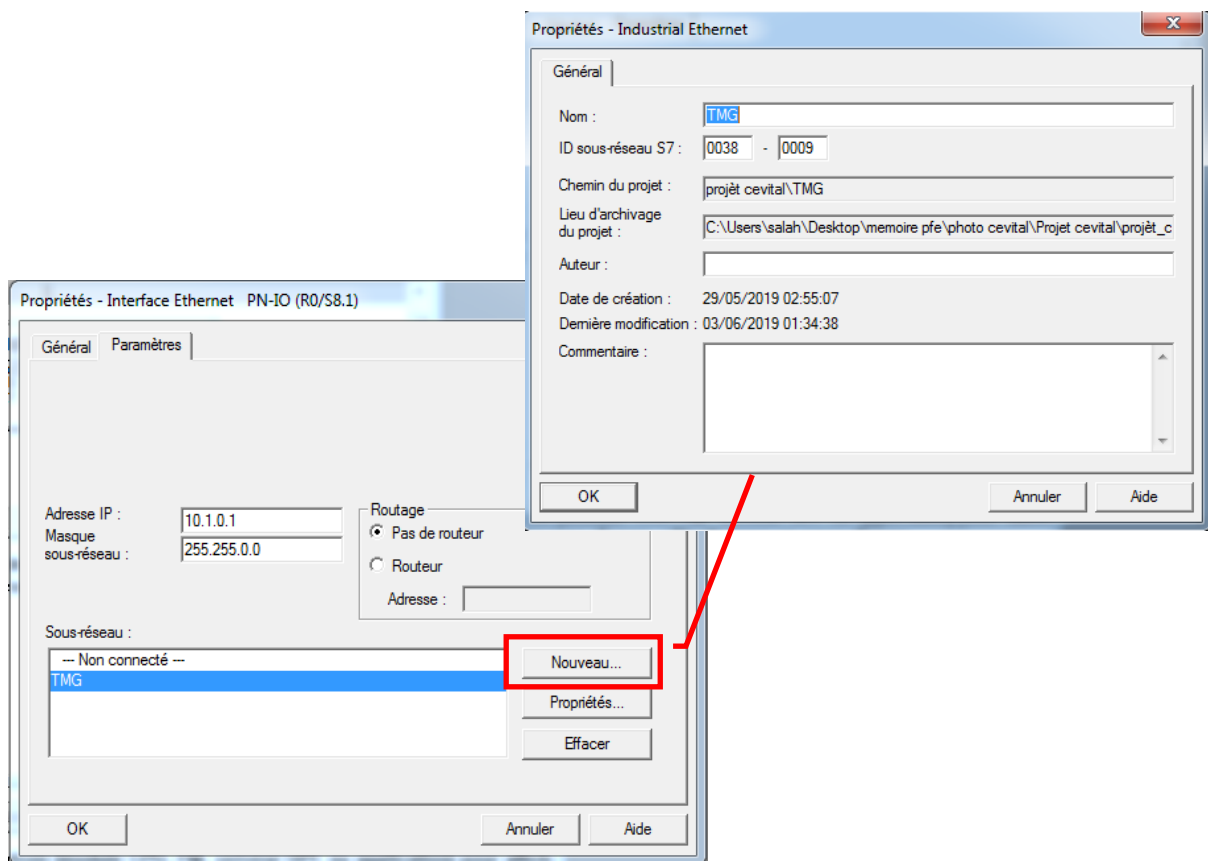 Propriétés - Industrial Ethernet
X
Général
Nom :
TMG
ID sous-réseau S7 :
0038 - 0009
Chemin du projet :
projèt cevital\TMG
Lieu d'archivage
du projet :
C:\Users\salah\Desktop\memoire pfe\photo cevital\Projet cevital\projèt_c
Auteur :
Date de création :
29/05/2019 02:55:07
Dernière modification :
03/06/2019 01:34:38
Commentaire :
OK
Annuler
Aide
Propriétés - Interface Ethernet PN-IO (R0/S8.1)
Général
Paramètres
Adresse IP :
10.1.0.1
Masque
sous-réseau :
255.255.0.0
Routage
Pas de routeur
Routeur
Adresse :
Sous-réseau :
--- Non connecté ---
TMG
Nouveau...
Propriétés...
Effacer
OK
Annuler
Aide